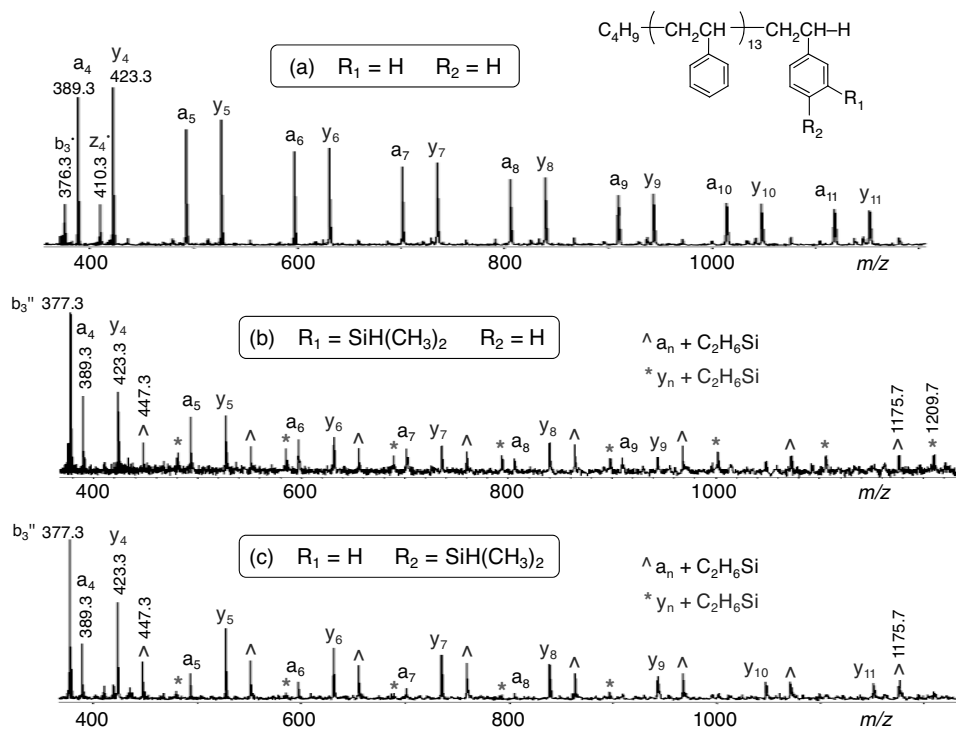 (a) R₁ = H R₂ = H
C₄H₉ CH₂CH 13 CH₂CH–H
R₁
R₂
b₃˙ 376.3
a₄ 389.3
z₄˙ 410.3
y₄ 423.3
a₅ y₅ a₆ y₆ a₇ y₇ a₈ y₈ a₉ y₉ a₁₀ y₁₀ a₁₁ y₁₁
400 600 800 1000 m/z
(b) R₁ = SiH(CH₃)₂ R₂ = H
^ aₙ + C₂H₆Si
* yₙ + C₂H₆Si
b₃" 377.3
a₄ 389.3
y₄ 423.3
^ 447.3
* a₅ y₅ ^ * a₆ y₆ ^ * a₇ y₇ ^ * a₈ y₈ ^ * a₉ y₉ ^ * ^ *
^ 1175.7
* 1209.7
400 600 800 1000 m/z
(c) R₁ = H R₂ = SiH(CH₃)₂
^ aₙ + C₂H₆Si
* yₙ + C₂H₆Si
b₃" 377.3
a₄ 389.3
y₄ 423.3
^ 447.3
* a₅ y₅ ^ * a₆ y₆ ^ * a₇ y₇ ^ * a₈ y₈ ^ * y₉ ^ y₁₀ ^ y₁₁
^ 1175.7
400 600 800 1000 m/z